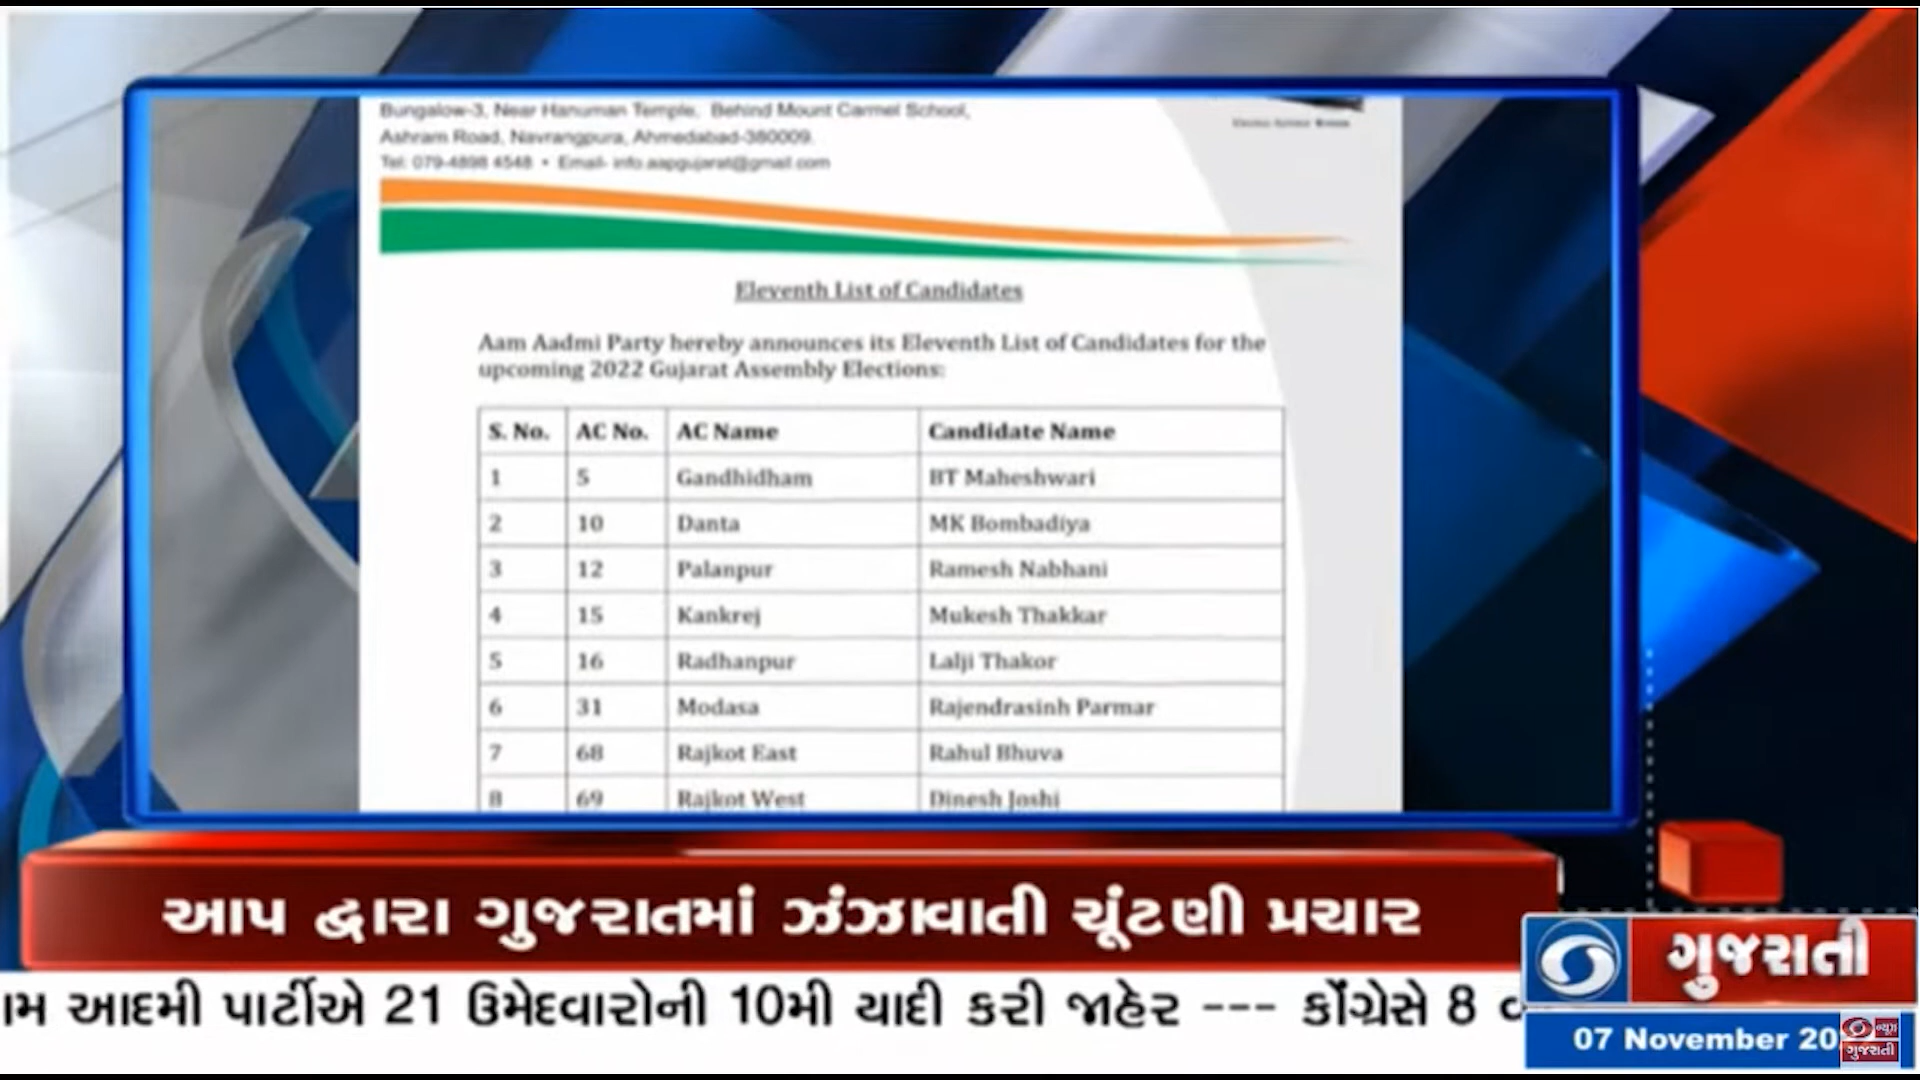 Bungalow-3, Near Hanuman Temple, Behind Mount Carmel School,
Ashram Road, Navrangpura, Ahmedabad-380009.
Tel: 079-4898 4548 • Email- info.aapgujarat@gmail.com
Eleventh List of Candidates
Aam Aadmi Party hereby announces its Eleventh List of Candidates for the
upcoming 2022 Gujarat Assembly Elections:
S. No. AC No. AC Name Candidate Name
1 5 Gandhidham BT Maheshwari
2 10 Danta MK Bombadiya
3 12 Palanpur Ramesh Nabhani
4 15 Kankrej Mukesh Thakkar
5 16 Radhanpur Lalji Thakor
6 31 Modasa Rajendrasinh Parmar
7 68 Rajkot East Rahul Bhuva
8 69 Rajkot West Dinesh Joshi
આપ દ્વારા ગુજરાતમાં ઝંઝાવાતી ચૂંટણી પ્રચાર
ગુજરાતી
આદમી પાર્ટીએ 21 ઉમેદવારોની 10મી યાદી કરી જાહેર --- કોંગ્રેસે 8
07 November
ન્યૂઝ
ગુજરાતી